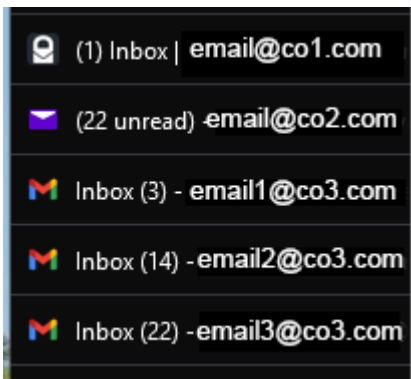 (1) Inbox | email@co1.com
(22 unread) -email@co2.com
Inbox (3) - email1@co3.com
Inbox (14) -email2@co3.com
Inbox (22) -email3@co3.com